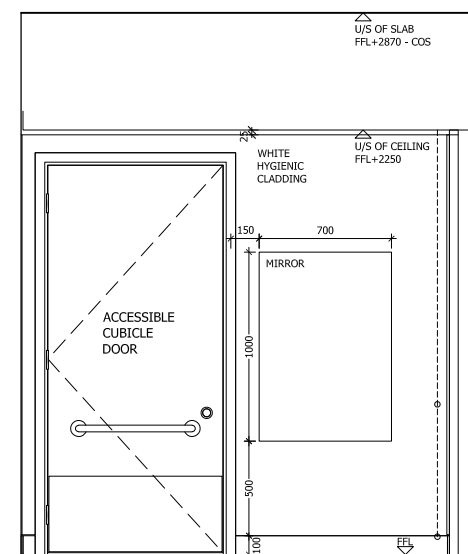 U/S OF SLAB
FFL+2870 - COS
25
U/S OF CEILING
FFL+2250
WHITE
HYGIENIC
CLADDING
150
700
MIRROR
ACCESSIBLE
CUBICLE
DOOR
1000
500
100
FFL